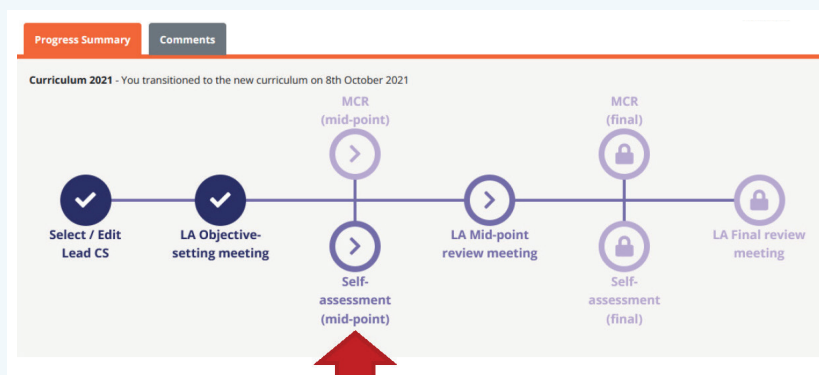 Progress Summary
Comments
Curriculum 2021 - You transitioned to the new curriculum on 8th October 2021
MCR
(mid-point)
MCR
(final)
Select / Edit
Lead CS
LA Objective-
setting meeting
LA Mid-point
review meeting
LA Final review
meeting
Self-
assessment
(mid-point)
Self-
assessment
(final)